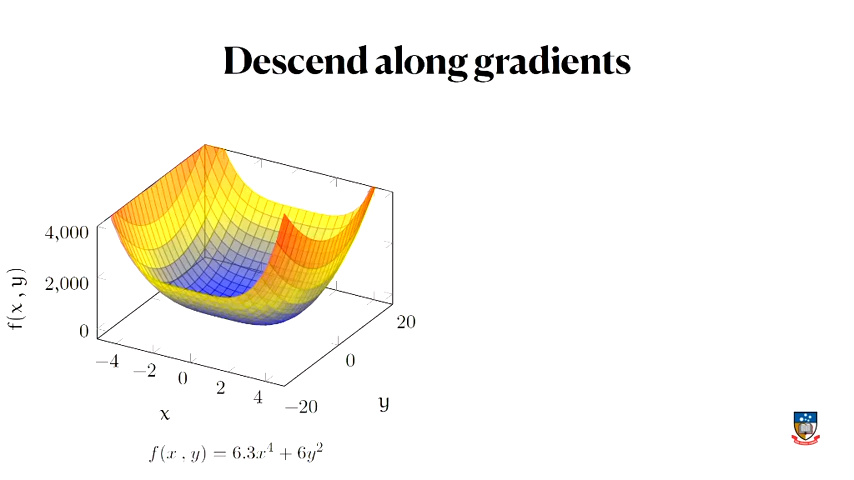 Descend along gradients
4,000
2,000
0
f(x , y)
−4
−2
0
2
4
x
−20
0
20
y
f(x , y) = 6.3x⁴ + 6y²